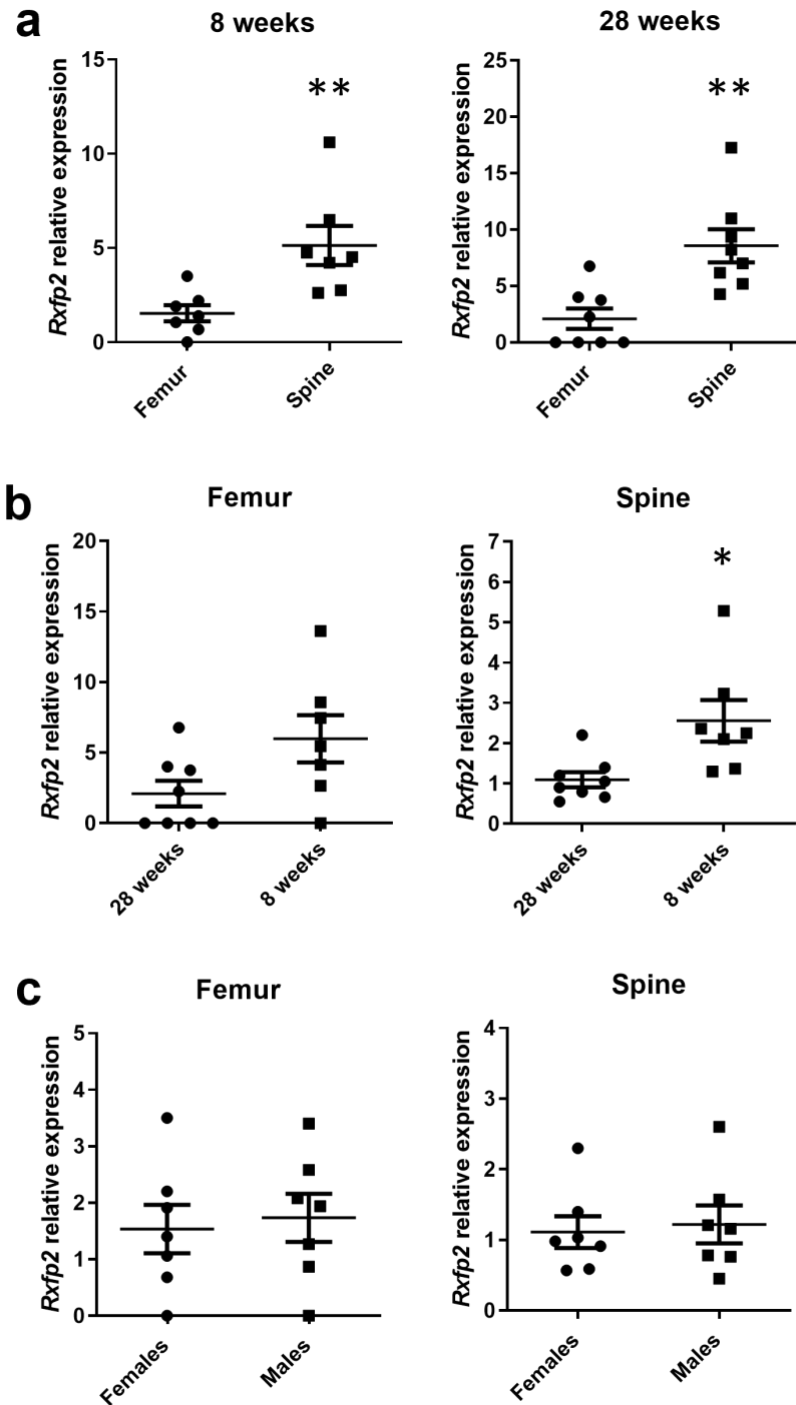 a
8 weeks
Rxfp2 relative expression
15
10
5
0
**
Femur
Spine
28 weeks
Rxfp2 relative expression
25
20
15
10
5
0
**
Femur
Spine
b
Femur
Rxfp2 relative expression
20
15
10
5
0
28 weeks
8 weeks
Spine
Rxfp2 relative expression
7
6
5
4
3
2
1
0
*
28 weeks
8 weeks
c
Femur
Rxfp2 relative expression
5
4
3
2
1
0
Females
Males
Spine
Rxfp2 relative expression
4
3
2
1
0
Females
Males